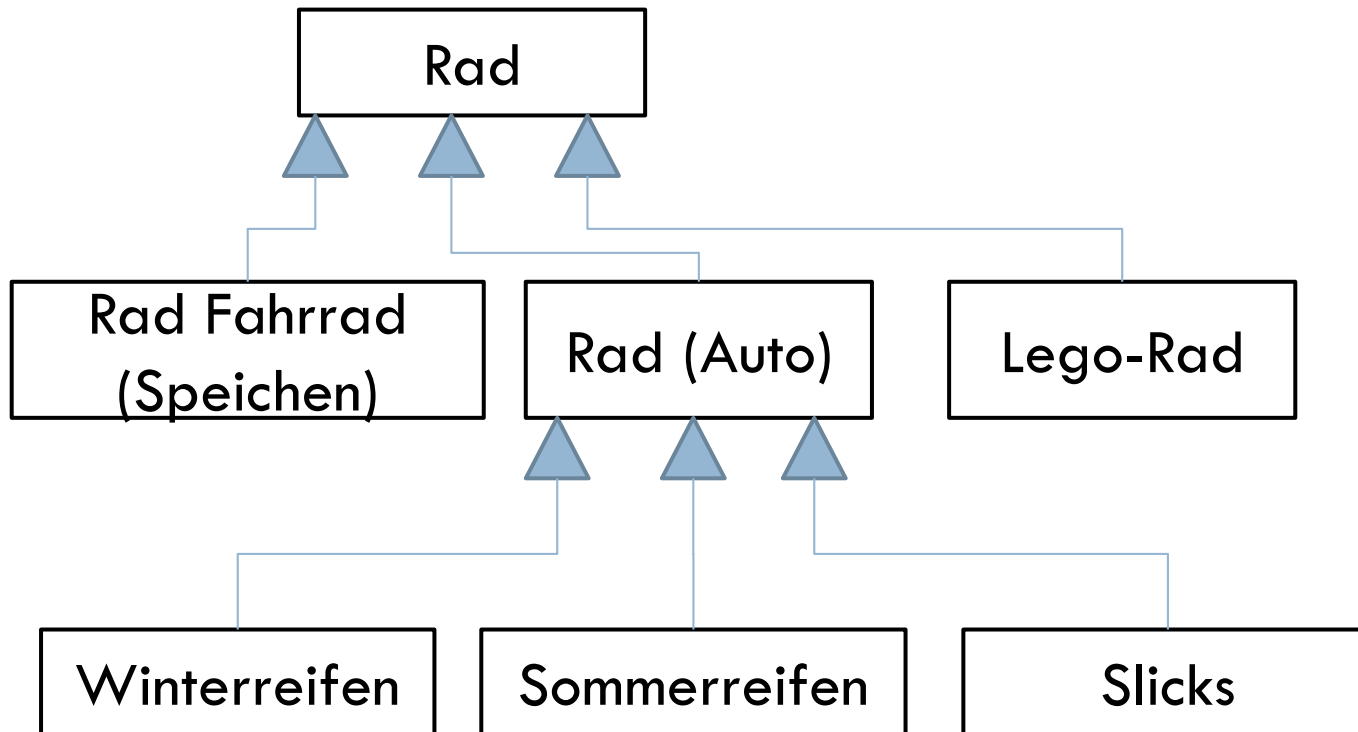 Rad
Rad Fahrrad
(Speichen)
Rad (Auto)
Lego-Rad
Winterreifen
Sommerreifen
Slicks